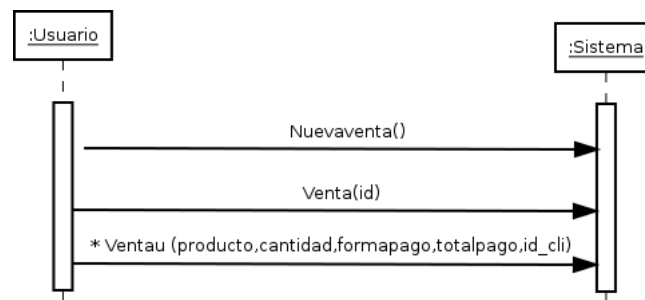 :Usuario
:Sistema
Nuevaventa()
Venta(id)
* Ventau (producto,cantidad,formapago,totalpago,id_cli)